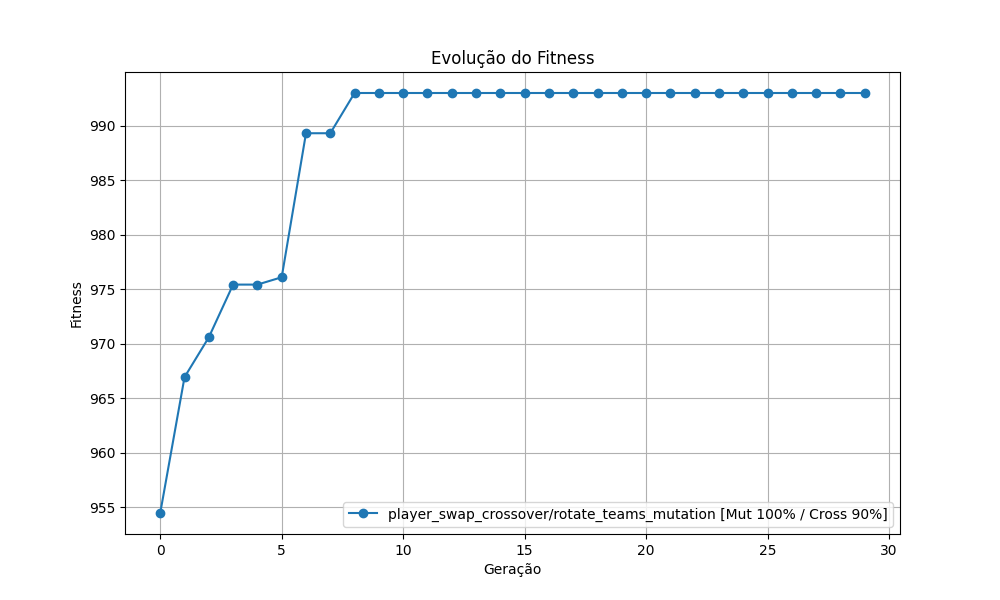 Evolução do Fitness
Fitness
990
985
980
975
970
965
960
955
player_swap_crossover/rotate_teams_mutation [Mut 100% / Cross 90%]
0 5 10 15 20 25 30
Geração